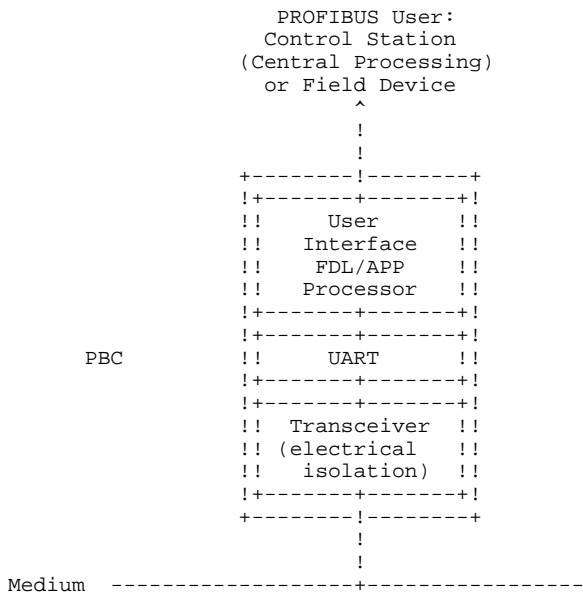 PROFIBUS User:
Control Station
(Central Processing)
or Field Device
User
Interface
FDL/APP
Processor
PBC UART
Transceiver
(electrical
isolation)
Medium